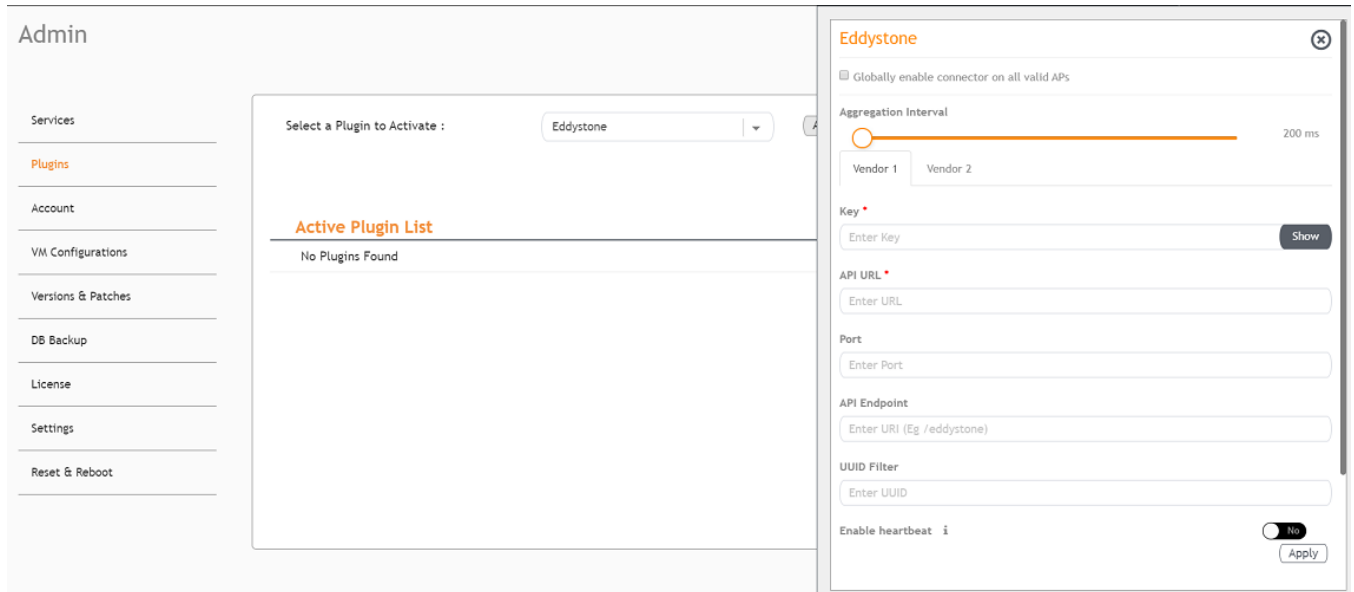 Admin
Services
Plugins
Account
VM Configurations
Versions & Patches
DB Backup
License
Settings
Reset & Reboot
Select a Plugin to Activate :
Eddystone
Active Plugin List
No Plugins Found
Eddystone
Globally enable connector on all valid APs
Aggregation Interval
200 ms
Vendor 1 Vendor 2
Key *
Enter Key Show
API URL *
Enter URL
Port
Enter Port
API Endpoint
Enter URI (Eg /eddystone)
UUID Filter
Enter UUID
Enable heartbeat i No
Apply